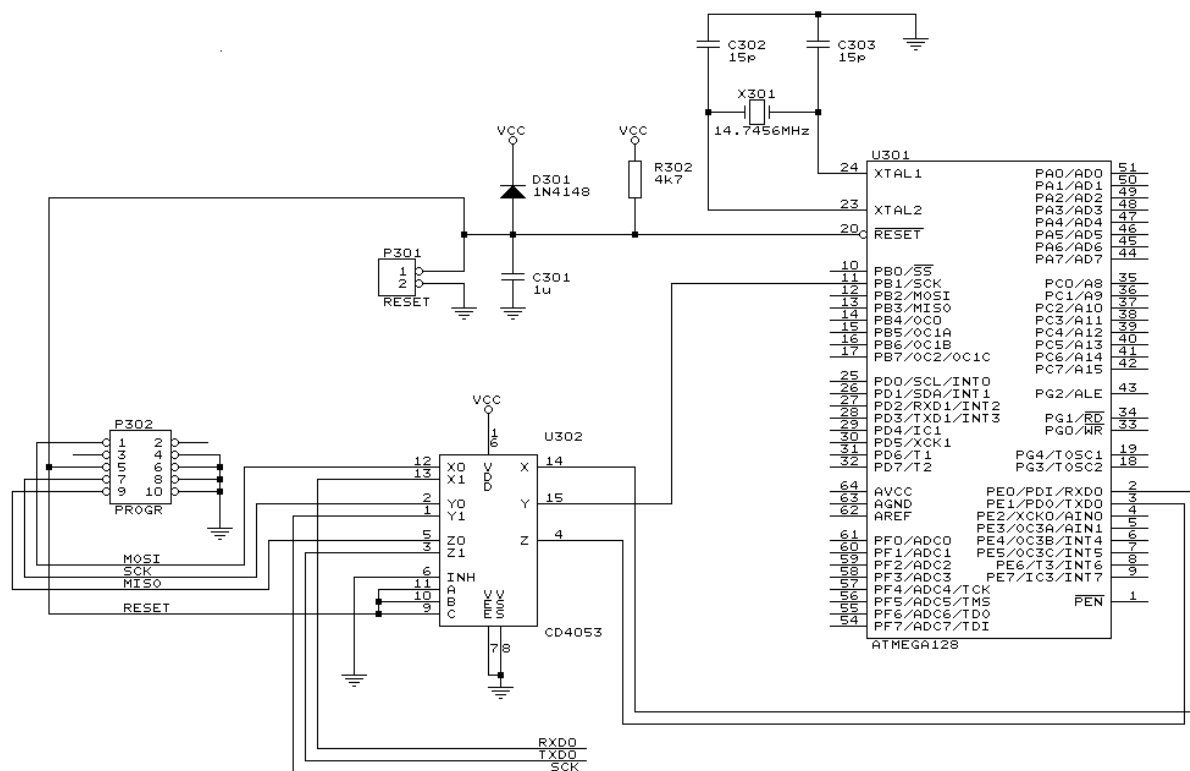 C302
15p
C303
15p
X301
14.7456MHz
VCC
VCC
D301
1N4148
R302
4k7
P301
1
2
RESET
C301
1u
U301
24 XTAL1
23 XTAL2
20 RESET
10 PB0/SS
11 PB1/SCK
12 PB2/MOSI
13 PB3/MISO
14 PB4/OC0
15 PB5/OC1A
16 PB6/OC1B
17 PB7/OC2/OC1C
25 PD0/SCL/INT0
26 PD1/SDA/INT1
27 PD2/RXD1/INT2
28 PD3/TXD1/INT3
29 PD4/IC1
30 PD5/XCK1
31 PD6/T1
32 PD7/T2
64 AVCC
63 AGND
62 AREF
61 PF0/ADC0
60 PF1/ADC1
59 PF2/ADC2
58 PF3/ADC3
57 PF4/ADC4/TCK
56 PF5/ADC5/TMS
55 PF6/ADC6/TDO
54 PF7/ADC7/TDI
PA0/AD0 51
PA1/AD1 50
PA2/AD2 49
PA3/AD3 48
PA4/AD4 47
PA5/AD5 46
PA6/AD6 45
PA7/AD7 44
PC0/A8 35
PC1/A9 36
PC2/A10 37
PC3/A11 38
PC4/A12 39
PC5/A13 40
PC6/A14 41
PC7/A15 42
PG2/ALE 43
PG1/RD 34
PG0/WR 33
PG4/TOSC1 19
PG3/TOSC2 18
PE0/PDI/RXD0 2
PE1/PDO/TXD0 3
PE2/XCK0/AIN0 4
PE3/OC3A/AIN1 5
PE4/OC3B/INT4 6
PE5/OC3C/INT5 7
PE6/T3/INT6 8
PE7/IC3/INT7 9
PEN 1
ATMEGA128
P302
1 2
3 4
5 6
7 8
9 10
PROGR
MOSI
SCK
MISO
RESET
VCC
16
U302
12 X0
13 X1
2 Y0
1 Y1
5 Z0
3 Z1
6 INH
11 A
10 B
9 C
VDD
X 14
Y 15
Z 4
VEE
VSS
7 8
CD4053
RXD0
TXD0
SCK